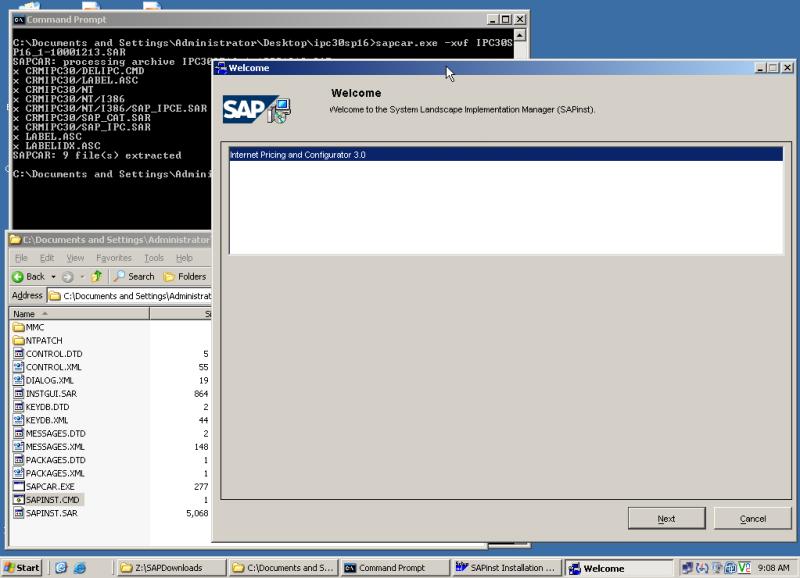 Command Prompt
C:\Documents and Settings\Administrator\Desktop\ipc30sp16>sapcar.exe -xvf IPC30S
P16_1-10001213.SAR
SAPCAR: processing archive IPC30
x CRMIPC30/DELIPC.CMD
x CRMIPC30/LABEL.ASC
x CRMIPC30/NT
x CRMIPC30/NT/I386
x CRMIPC30/NT/I386/SAP_IPCE.SAR
x CRMIPC30/SAP_CAT.SAR
x CRMIPC30/SAP_IPC.SAR
x LABEL.ASC
x LABELIDX.ASC
SAPCAR: 9 file(s) extracted
C:\Documents and Settings\Admini
Welcome
SAP
Welcome
Welcome to the System Landscape Implementation Manager (SAPinst).
Internet Pricing and Configurator 3.0
Next
Cancel
C:\Documents and Settings\Administrator
File Edit View Favorites Tools Help
Back Search Folders
Address C:\Documents and Settings\Administrat
Name Si
MMC
NTPATCH
CONTROL.DTD 5
CONTROL.XML 55
DIALOG.XML 19
INSTGUI.SAR 864
KEYDB.DTD 2
KEYDB.XML 44
MESSAGES.DTD 2
MESSAGES.XML 148
PACKAGES.DTD 1
PACKAGES.XML 1
SAPCAR.EXE 277
SAPINST.CMD 1
SAPINST.SAR 5,068
Start Z:\SAPDownloads C:\Documents and S... Command Prompt SAPinst Installation ... Welcome 9:08 AM